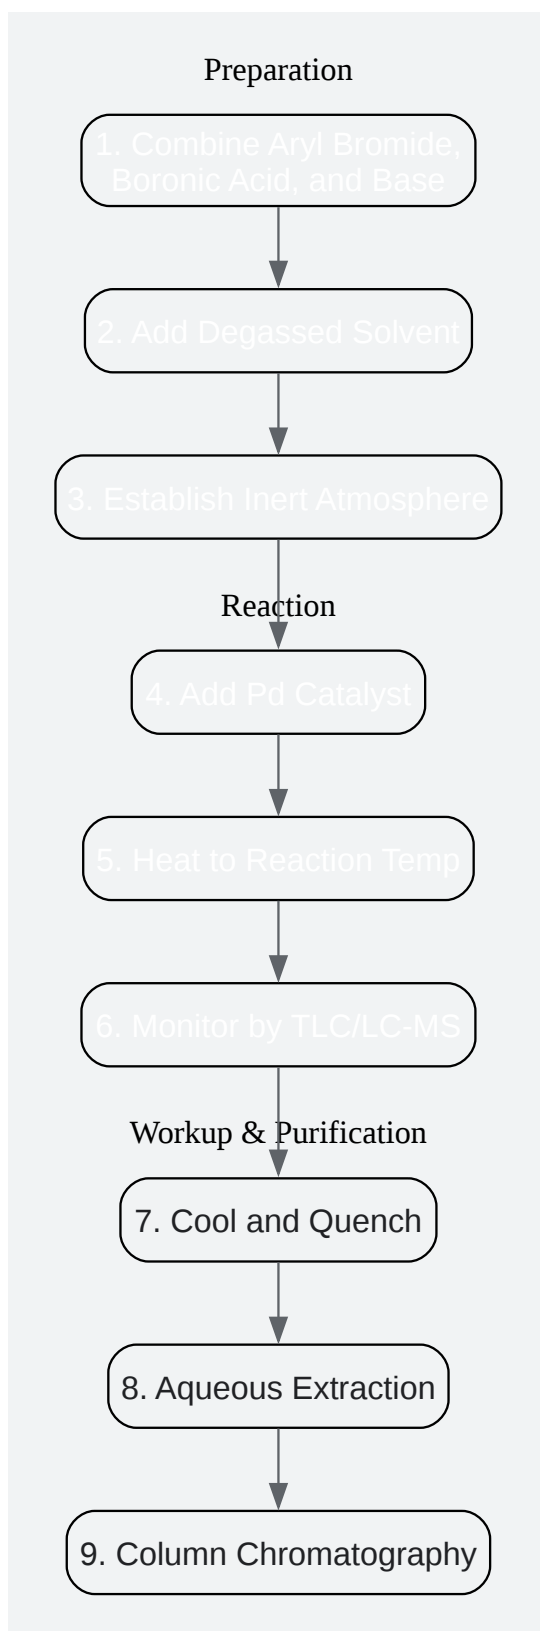 Preparation
1. Combine Aryl Bromide,
Boronic Acid, and Base
2. Add Degassed Solvent
3. Establish Inert Atmosphere
Reaction
4. Add Pd Catalyst
5. Heat to Reaction Temp
6. Monitor by TLC/LC-MS
Workup & Purification
7. Cool and Quench
8. Aqueous Extraction
9. Column Chromatography